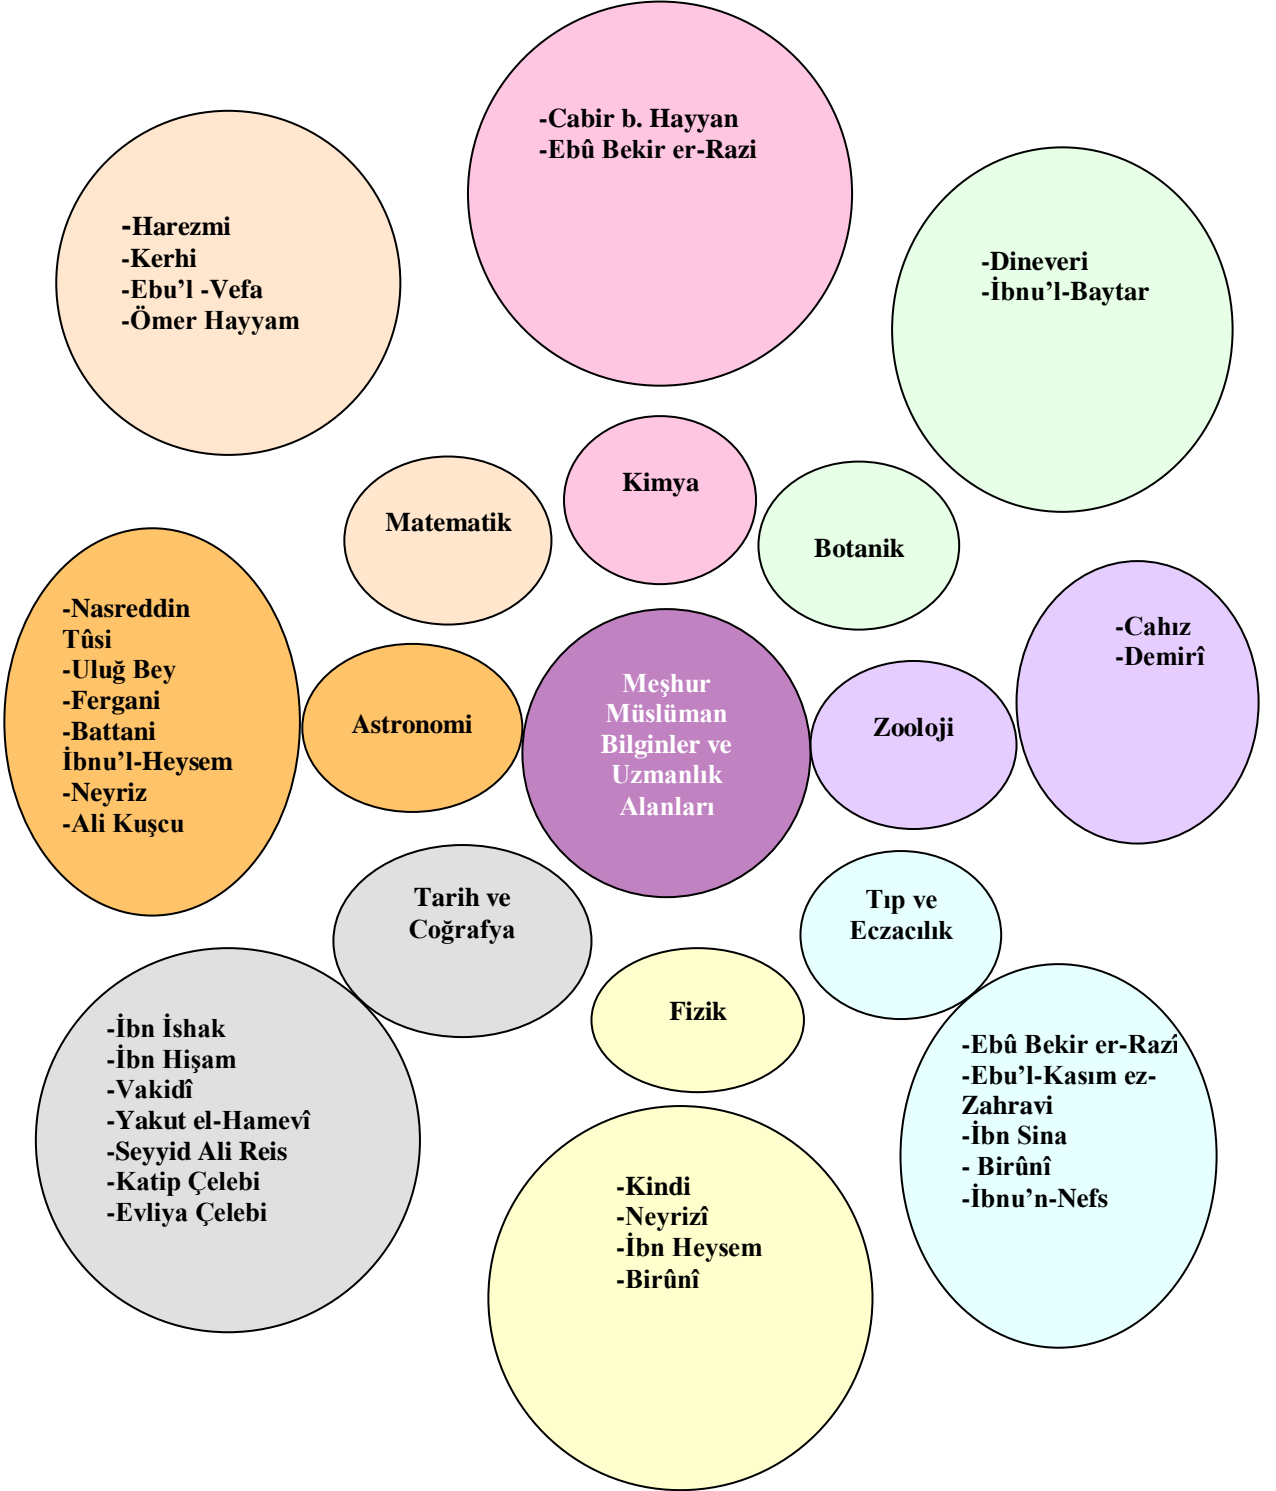 -Cabir b. Hayyan
-Ebû Bekir er-Razi
-Harezmi
-Kerhi
-Ebu’l -Vefa
-Ömer Hayyam
-Dineveri
-İbnu’l-Baytar
Kimya
Matematik
Botanik
-Nasreddin
Tûsi
-Uluğ Bey
-Fergani
-Battani
İbnu’l-Heysem
-Neyriz
-Ali Kuşcu
Astronomi
Meşhur
Müslüman
Bilginler ve
Uzmanlık
Alanları
Zooloji
-Cahız
-Demirî
Tarih ve
Coğrafya
Tıp ve
Eczacılık
Fizik
-İbn İshak
-İbn Hişam
-Vakidî
-Yakut el-Hamevî
-Seyyid Ali Reis
-Katip Çelebi
-Evliya Çelebi
-Ebû Bekir er-Razî
-Ebu’l-Kasım ez-
Zahravi
-İbn Sina
- Birûnî
-İbnu’n-Nefs
-Kindi
-Neyrizî
-İbn Heysem
-Birûnî